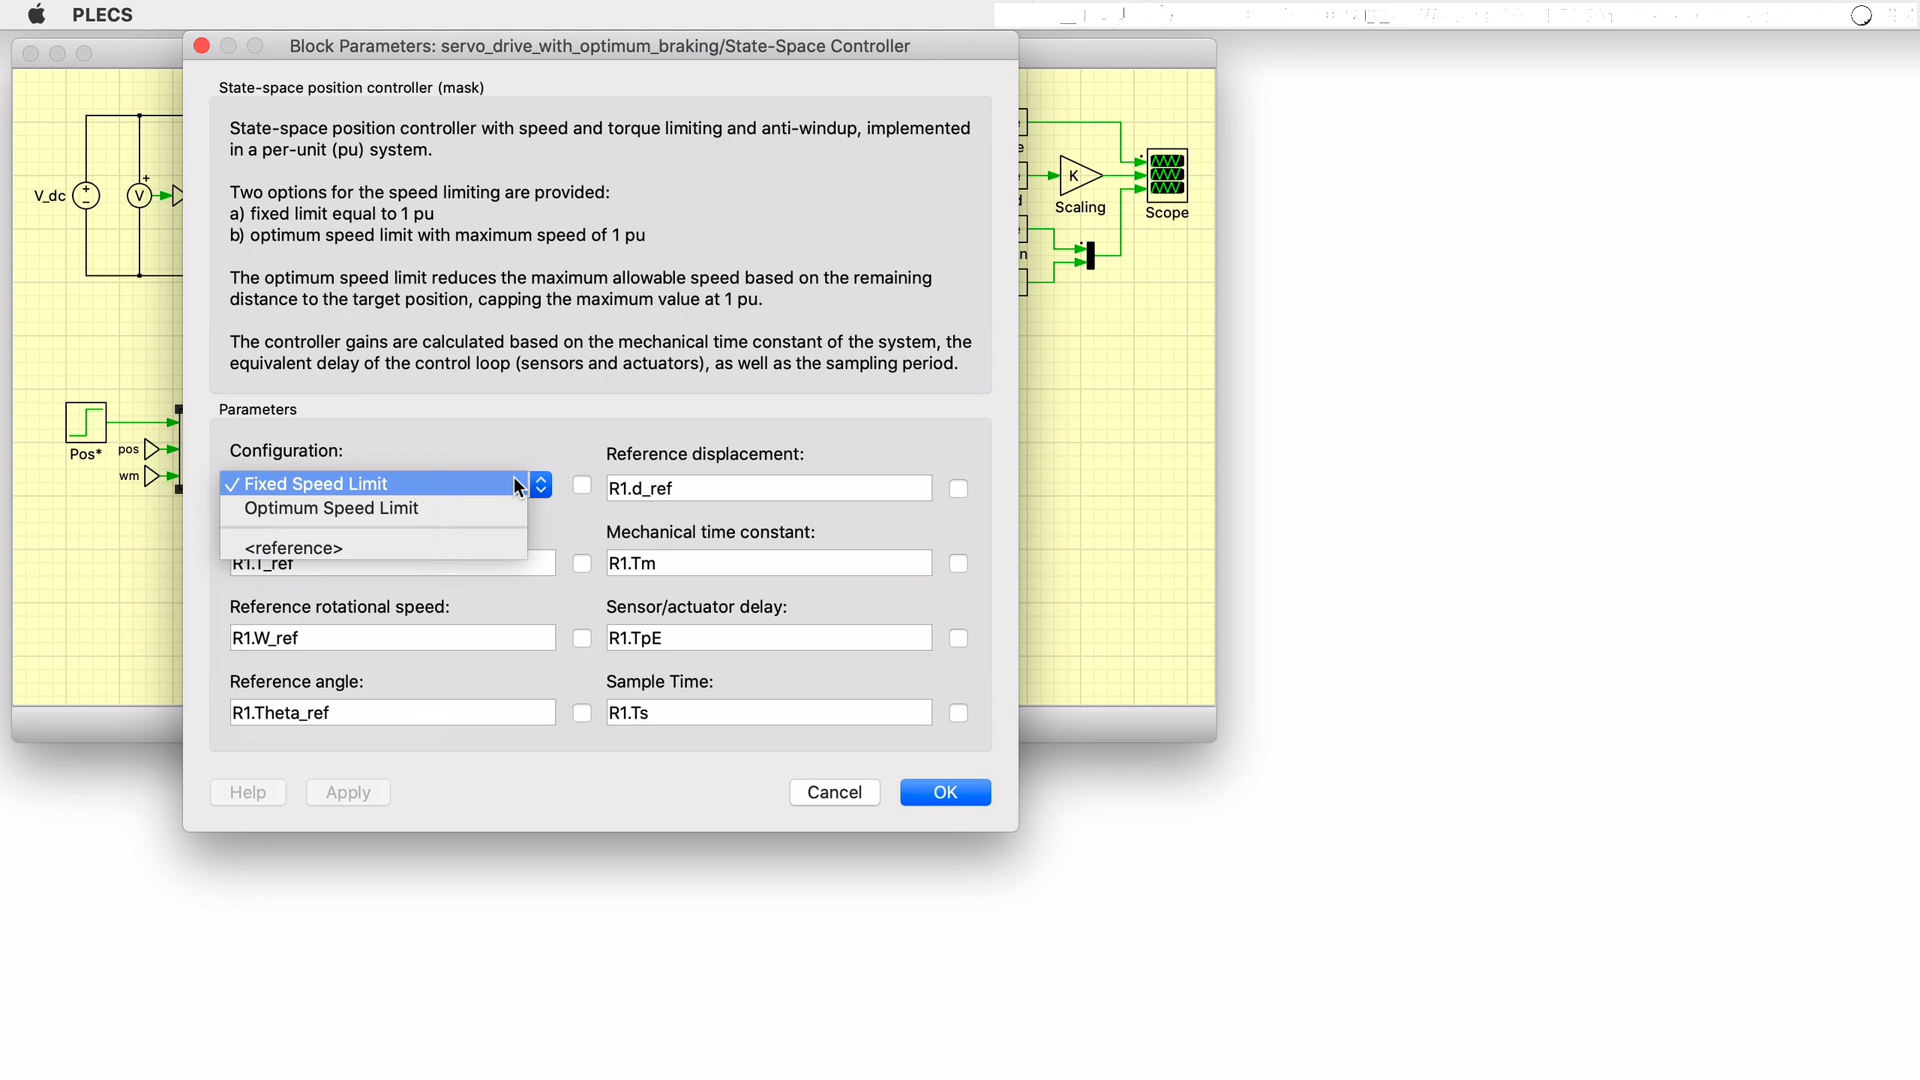 PLECS
Block Parameters: servo_drive_with_optimum_braking/State-Space Controller
State-space position controller (mask)
State-space position controller with speed and torque limiting and anti-windup, implemented
in a per-unit (pu) system.
Two options for the speed limiting are provided:
a) fixed limit equal to 1 pu
b) optimum speed limit with maximum speed of 1 pu
The optimum speed limit reduces the maximum allowable speed based on the remaining
distance to the target position, capping the maximum value at 1 pu.
The controller gains are calculated based on the mechanical time constant of the system, the
equivalent delay of the control loop (sensors and actuators), as well as the sampling period.
Parameters
Configuration:
✓ Fixed Speed Limit
Optimum Speed Limit
<reference>
R1.T_ref
Reference rotational speed:
R1.W_ref
Reference angle:
R1.Theta_ref
Reference displacement:
R1.d_ref
Mechanical time constant:
R1.Tm
Sensor/actuator delay:
R1.TpE
Sample Time:
R1.Ts
Help
Apply
Cancel
OK
V_dc
V
Pos*
pos
wm
K
Scaling
Scope